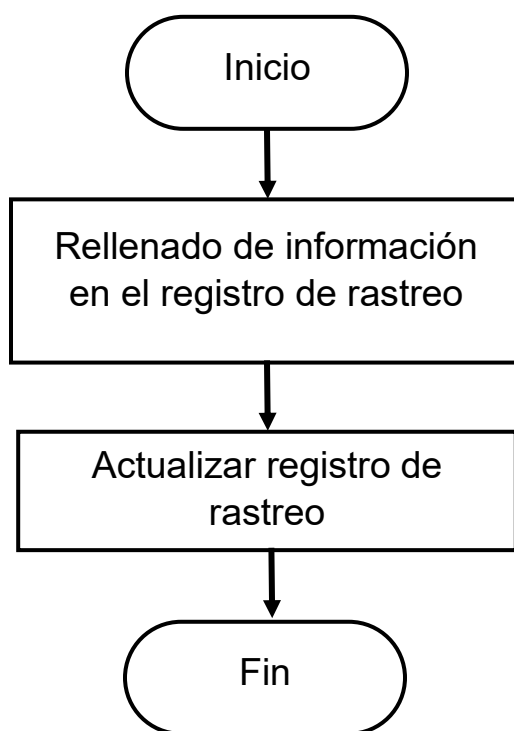 Inicio
Rellenado de información
en el registro de rastreo
Actualizar registro de
rastreo
Fin